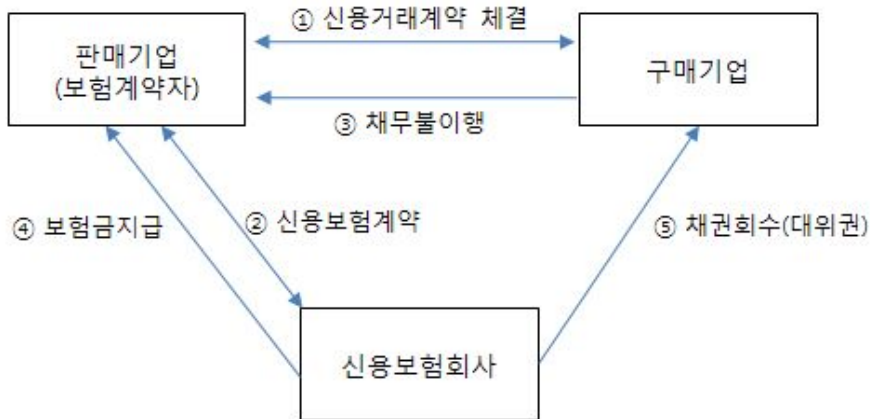 ① 신용거래계약 체결
판매기업
(보험계약자)
구매기업
③ 채무불이행
④ 보험금지급
② 신용보험계약
⑤ 채권회수(대위권)
신용보험회사